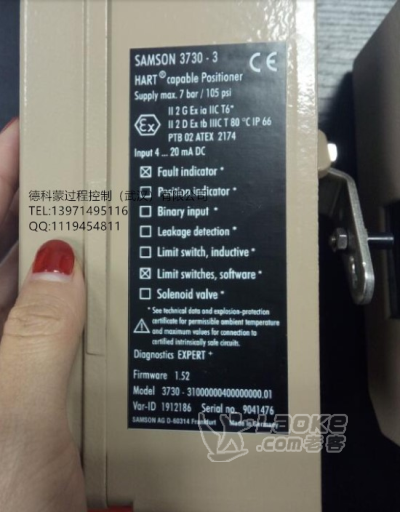 SAMSON 3730 - 3
CE
HART® capable Positioner
Supply max. 7 bar / 105 psi
Ex
II 2 G Ex ia IIC T6*
II 2 D Ex tb IIIC T 80 °C IP 66
PTB 02 ATEX 2174
Input 4 ... 20 mA DC
☒ Fault indicator *
Position indicator *
☐ Binary input *
☐ Leakage detection *
☐ Limit switch, inductive *
☒ Limit switches, software *
☐ Solenoid valve *
* See technical data and explosion-protection
certificate for permissible ambient temperature
and maximum values for connection to
certified intrinsically safe circuits.
Diagnostics EXPERT+
Firmware 1.52
Model 3730 - 31000000400000000.01
Var-ID 1912186 Serial no. 9041476
SAMSON AG D-60314 Frankfurt Made in Germany
德科蒙过程控制（武汉）有限公司
TEL:13971495116
QQ:1119454811
.com老客